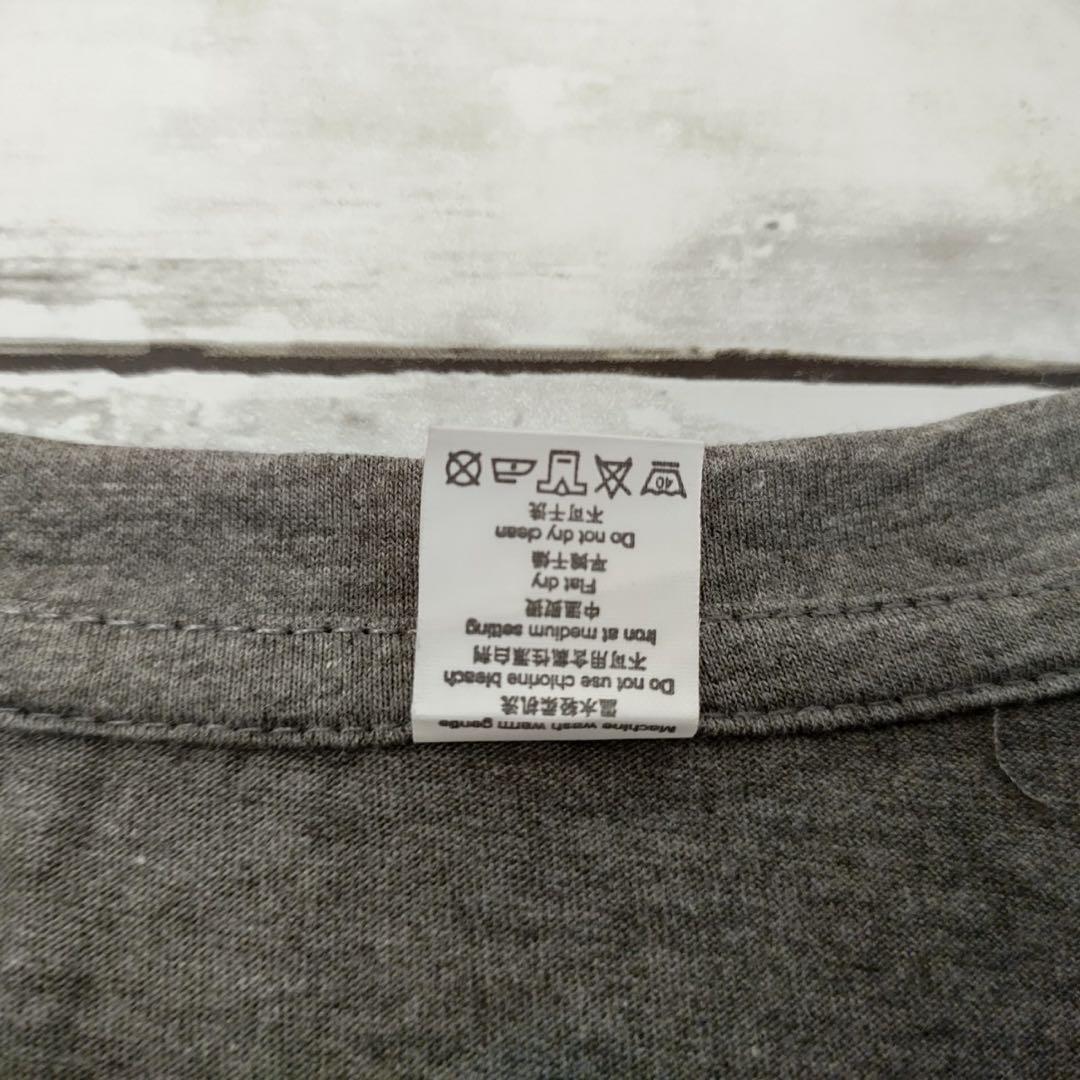 Machine wash warm gentle
温水轻柔机洗
Do not use chlorine bleach
不可用含氯性漂白剂
Iron at medium setting
中温熨烫
Flat dry
平摊干燥
Do not dry clean
不可干洗
40